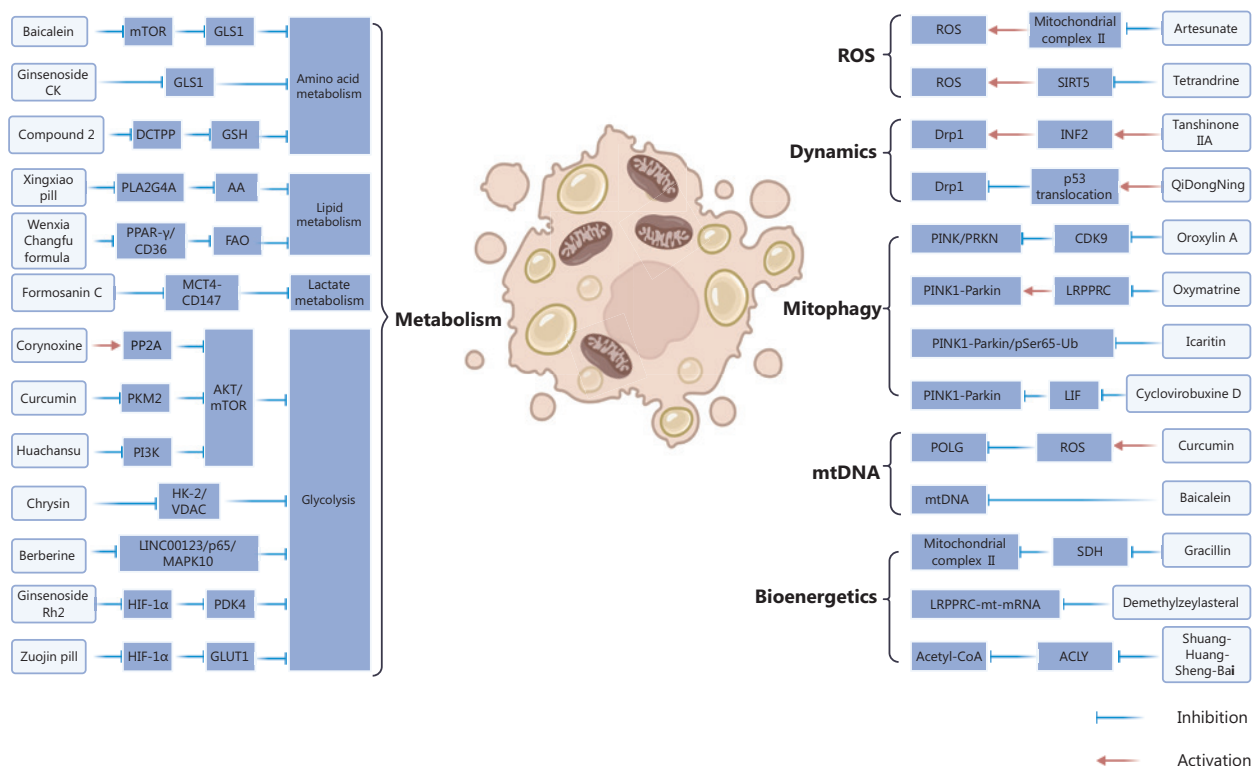 Baicalein
mTOR
GLS1
Ginsenoside
CK
GLS1
Amino acid
metabolism
Compound 2
DCTPP
GSH
Xingxiao
pill
PLA2G4A
AA
Lipid
metabolism
Wenxia
Changfu
formula
PPAR-γ/
CD36
FAO
Formosanin C
MCT4-
CD147
Lactate
metabolism
Corynoxine
PP2A
Curcumin
PKM2
AKT/
mTOR
Huachansu
PI3K
Chrysin
HK-2/
VDAC
Glycolysis
Berberine
LINC00123/p65/
MAPK10
Ginsenoside
Rh2
HIF-1α
PDK4
Zuojin pill
HIF-1α
GLUT1
Metabolism
ROS
ROS
Mitochondrial
complex II
Artesunate
ROS
SIRT5
Tetrandrine
Dynamics
Drp1
INF2
Tanshinone
IIA
Drp1
p53
translocation
QiDongNing
Mitophagy
PINK/PRKN
CDK9
Oroxylin A
PINK1-Parkin
LRPPRC
Oxymatrine
PINK1-Parkin/pSer65-Ub
Icaritin
PINK1-Parkin
LIF
Cyclovirobuxine D
mtDNA
POLG
ROS
Curcumin
mtDNA
Baicalein
Bioenergetics
Mitochondrial
complex II
SDH
Gracillin
LRPPRC-mt-mRNA
Demethylzeylasteral
Acetyl-CoA
ACLY
Shuang-
Huang-
Sheng-Bai
Inhibition
Activation